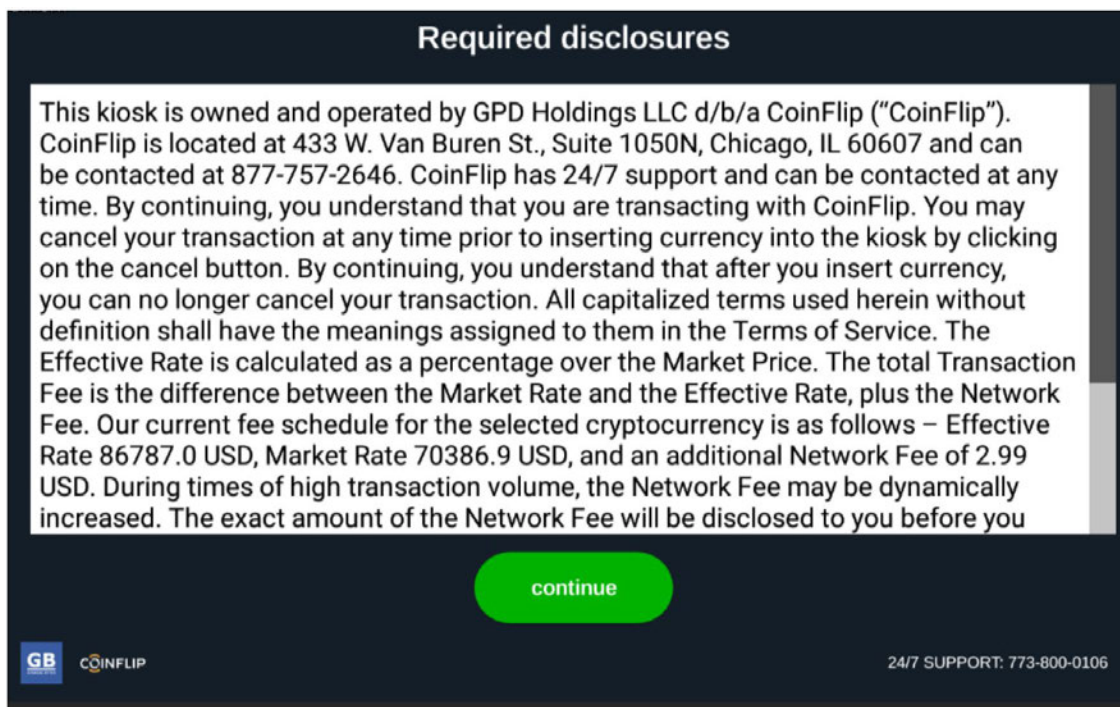 Required disclosures
This kiosk is owned and operated by GPD Holdings LLC d/b/a CoinFlip (“CoinFlip”).
CoinFlip is located at 433 W. Van Buren St., Suite 1050N, Chicago, IL 60607 and can
be contacted at 877-757-2646. CoinFlip has 24/7 support and can be contacted at any
time. By continuing, you understand that you are transacting with CoinFlip. You may
cancel your transaction at any time prior to inserting currency into the kiosk by clicking
on the cancel button. By continuing, you understand that after you insert currency,
you can no longer cancel your transaction. All capitalized terms used herein without
definition shall have the meanings assigned to them in the Terms of Service. The
Effective Rate is calculated as a percentage over the Market Price. The total Transaction
Fee is the difference between the Market Rate and the Effective Rate, plus the Network
Fee. Our current fee schedule for the selected cryptocurrency is as follows – Effective
Rate 86787.0 USD, Market Rate 70386.9 USD, and an additional Network Fee of 2.99
USD. During times of high transaction volume, the Network Fee may be dynamically
increased. The exact amount of the Network Fee will be disclosed to you before you
continue
GB
COINFLIP
24/7 SUPPORT: 773-800-0106